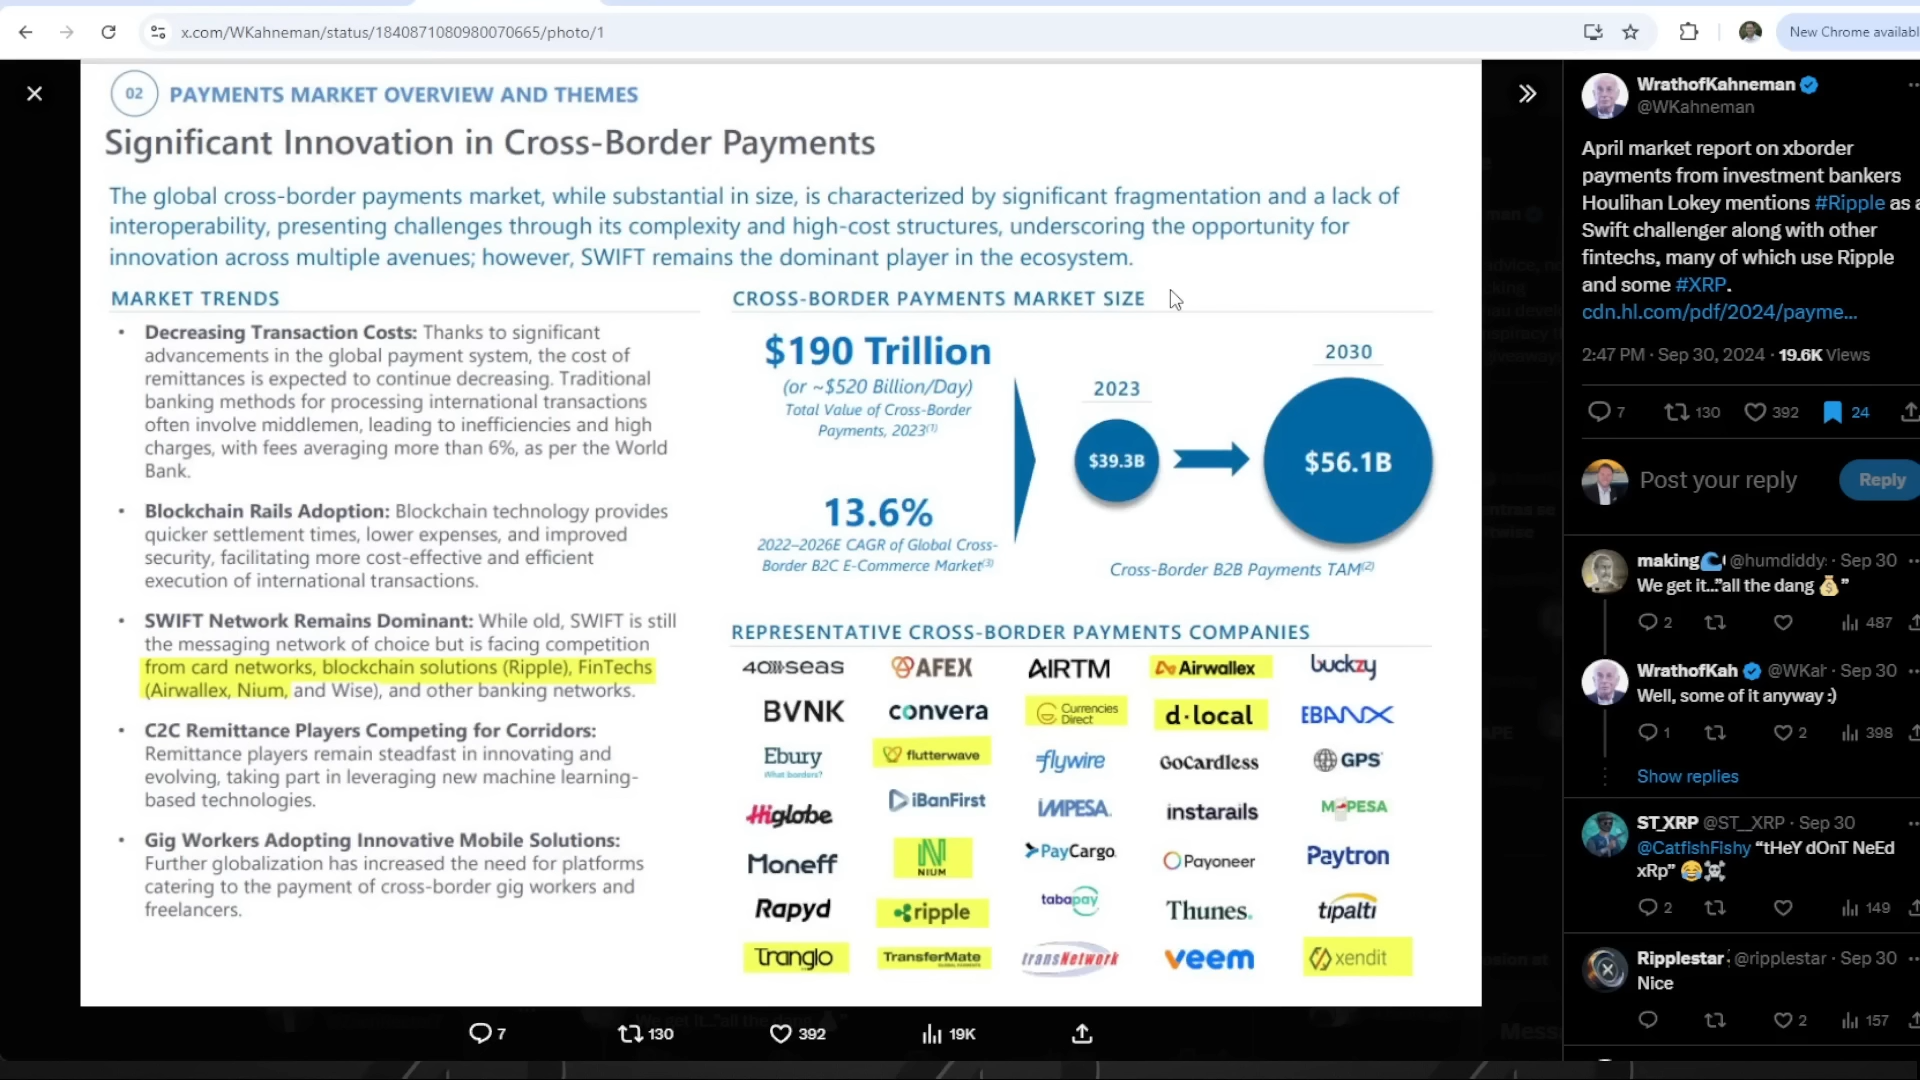 x.com/WKahneman/status/1840871080980070665/photo/1
New Chrome availabl
02 PAYMENTS MARKET OVERVIEW AND THEMES
Significant Innovation in Cross-Border Payments
The global cross-border payments market, while substantial in size, is characterized by significant fragmentation and a lack of
interoperability, presenting challenges through its complexity and high-cost structures, underscoring the opportunity for
innovation across multiple avenues; however, SWIFT remains the dominant player in the ecosystem.
MARKET TRENDS
• Decreasing Transaction Costs: Thanks to significant
advancements in the global payment system, the cost of
remittances is expected to continue decreasing. Traditional
banking methods for processing international transactions
often involve middlemen, leading to inefficiencies and high
charges, with fees averaging more than 6%, as per the World
Bank.
• Blockchain Rails Adoption: Blockchain technology provides
quicker settlement times, lower expenses, and improved
security, facilitating more cost-effective and efficient
execution of international transactions.
• SWIFT Network Remains Dominant: While old, SWIFT is still
the messaging network of choice but is facing competition
from card networks, blockchain solutions (Ripple), FinTechs
(Airwallex, Nium, and Wise), and other banking networks.
• C2C Remittance Players Competing for Corridors:
Remittance players remain steadfast in innovating and
evolving, taking part in leveraging new machine learning-
based technologies.
• Gig Workers Adopting Innovative Mobile Solutions:
Further globalization has increased the need for platforms
catering to the payment of cross-border gig workers and
freelancers.
CROSS-BORDER PAYMENTS MARKET SIZE
$190 Trillion
(or ~$520 Billion/Day)
Total Value of Cross-Border
Payments, 2023(1)
13.6%
2022–2026E CAGR of Global Cross-
Border B2C E-Commerce Market(3)
2023
$39.3B
2030
$56.1B
Cross-Border B2B Payments TAM(2)
REPRESENTATIVE CROSS-BORDER PAYMENTS COMPANIES
40seas AFEX AIRTM Airwallex buckzy
BVNK convera Currencies Direct d·local EBANX
Ebury What borders? flutterwave flywire GoCardless GPS
Higlobe iBanFirst IMPESA. instarails M-PESA
Moneff NIUM PayCargo Payoneer Paytron
Rapyd ripple tabapay Thunes. tipalti
Tranglo TransferMate GLOBAL PAYMENTS transNetwork veem xendit
7 130 392 19K
WrathofKahneman
@WKahneman
April market report on xborder
payments from investment bankers
Houlihan Lokey mentions #Ripple as a
Swift challenger along with other
fintechs, many of which use Ripple
and some #XRP.
cdn.hl.com/pdf/2024/payme...
2:47 PM · Sep 30, 2024 · 19.6K Views
7 130 392 24
Post your reply Reply
making @humdiddy · Sep 30
We get it..."all the dang 💰"
2 487
WrathofKah @WKah · Sep 30
Well, some of it anyway :)
1 2 398
Show replies
ST_XRP @ST__XRP · Sep 30
@CatfishFIshy “tHeY dOnT NeEd
xRp” 😂☠️
2 149
Ripplestar @ripplestar · Sep 30
Nice
2 157